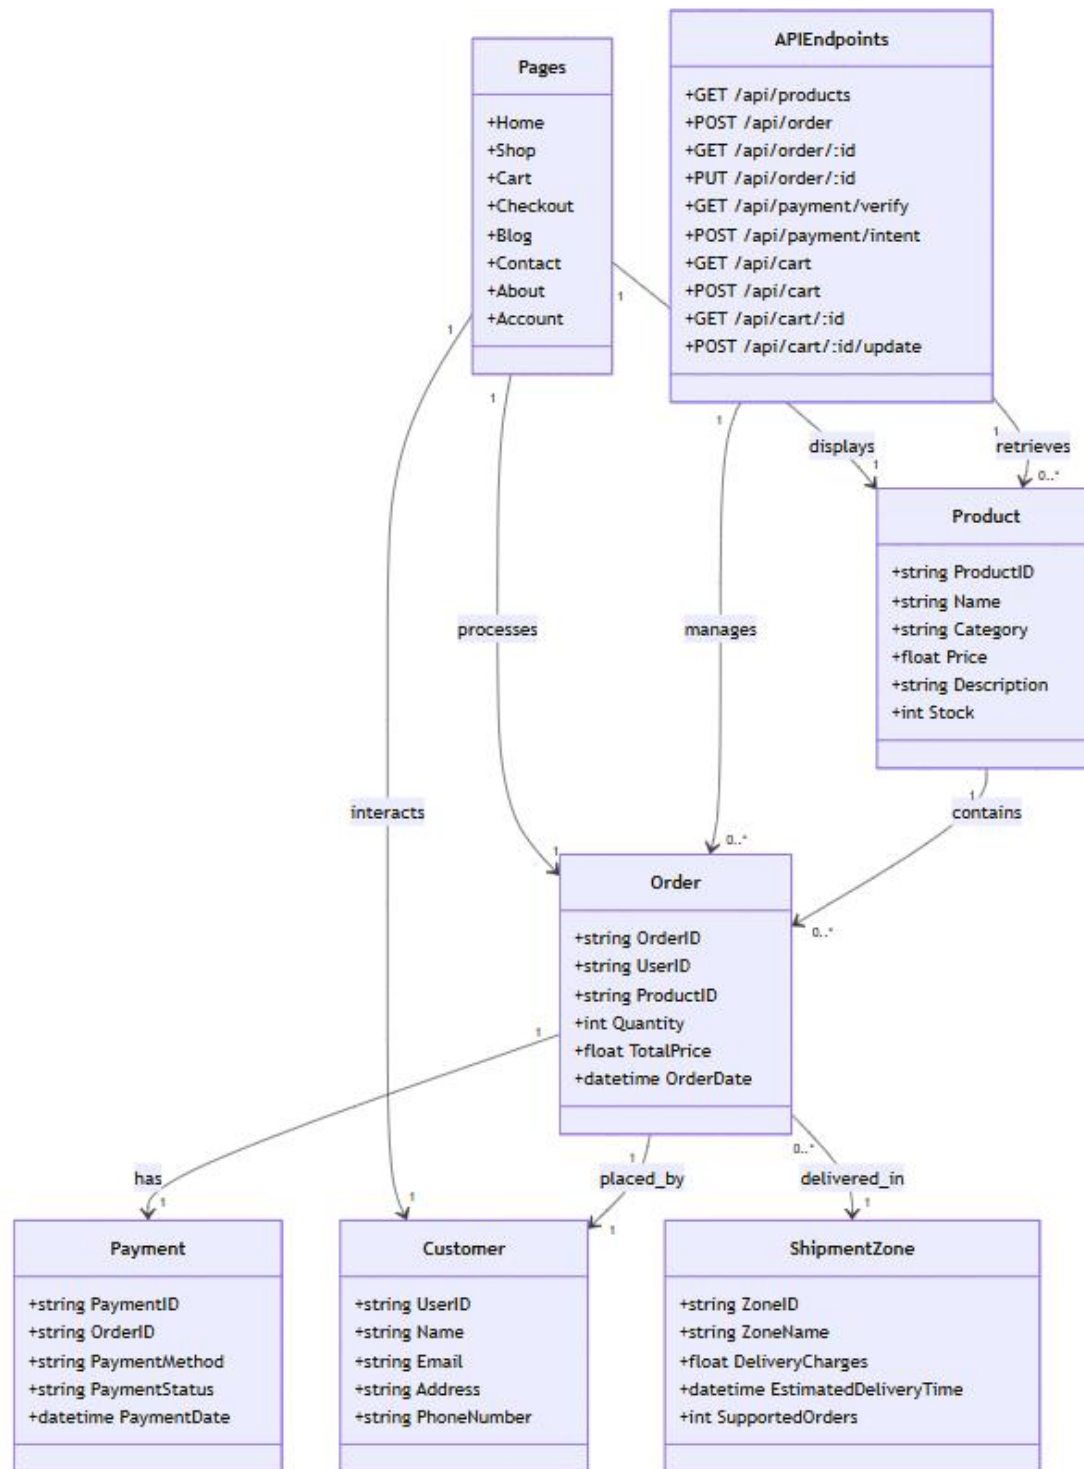 Pages
+Home
+Shop
+Cart
+Checkout
+Blog
+Contact
+About
+Account
APIEndpoints
+GET /api/products
+POST /api/order
+GET /api/order/:id
+PUT /api/order/:id
+GET /api/payment/verify
+POST /api/payment/intent
+GET /api/cart
+POST /api/cart
+GET /api/cart/:id
+POST /api/cart/:id/update
1
1
1
1
1
displays
retrieves
1
0..*
Product
+string ProductID
+string Name
+string Category
+float Price
+string Description
+int Stock
processes
manages
interacts
1
contains
1
0..*
0..*
Order
+string OrderID
+string UserID
+string ProductID
+int Quantity
+float TotalPrice
+datetime OrderDate
1
1
0..*
has
placed_by
delivered_in
1
1
1
1
Payment
+string PaymentID
+string OrderID
+string PaymentMethod
+string PaymentStatus
+datetime PaymentDate
Customer
+string UserID
+string Name
+string Email
+string Address
+string PhoneNumber
ShipmentZone
+string ZoneID
+string ZoneName
+float DeliveryCharges
+datetime EstimatedDeliveryTime
+int SupportedOrders